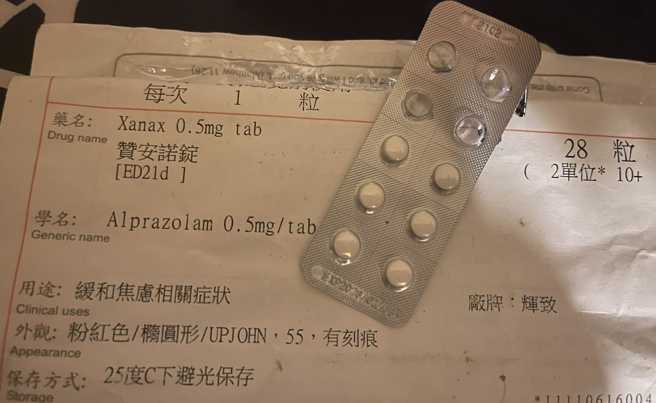 每次 1 粒
藥名: Xanax 0.5mg tab
Drug name
贊安諾錠
[ED21d ]
28 粒
( 2單位* 10+
學名: Alprazolam 0.5mg/tab
Generic name
用途: 緩和焦慮相關症狀
Clinical uses
廠牌：輝致
外觀: 粉紅色/橢圓形/UPJOHN，55，有刻痕
Appearance
保存方式: 25度C下避光保存
Storage
*11110616004